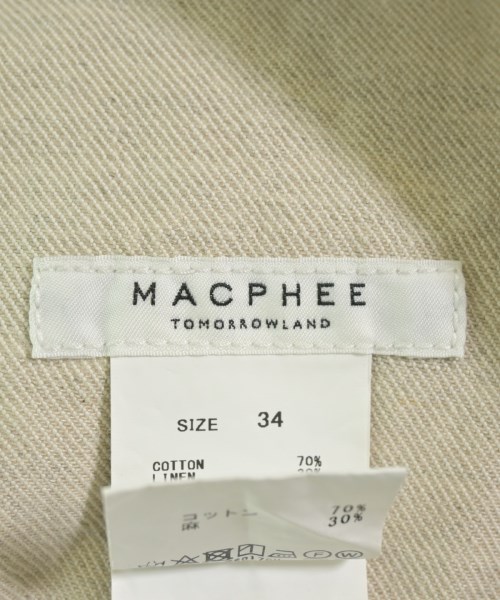 MACPHEE
TOMORROWLAND
SIZE 34
COTTON 70%
LINEN
コットン 70%
麻 30%